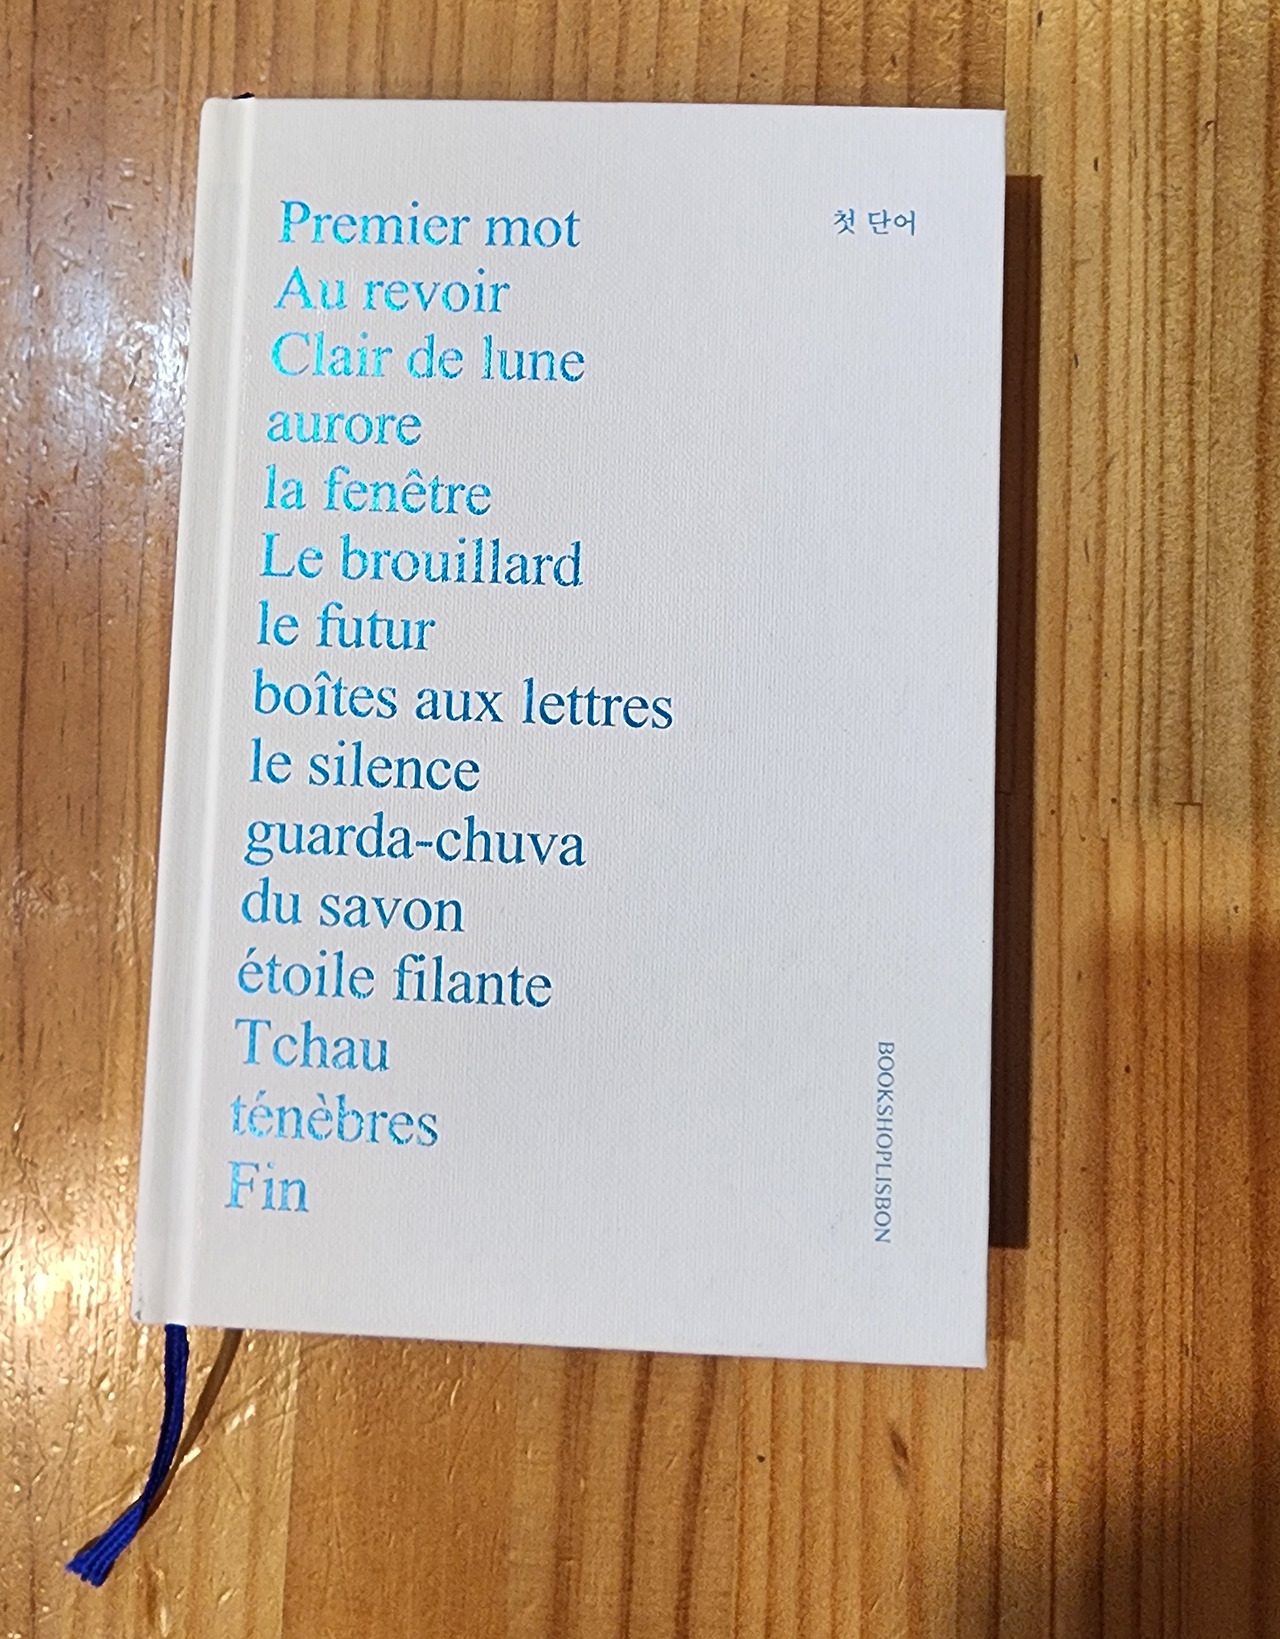 Premier mot
첫 단어
Au revoir
Clair de lune
aurore
la fenêtre
Le brouillard
le futur
boîtes aux lettres
le silence
guarda-chuva
du savon
étoile filante
Tchau
ténèbres
Fin
BOOKSHOPLISBON